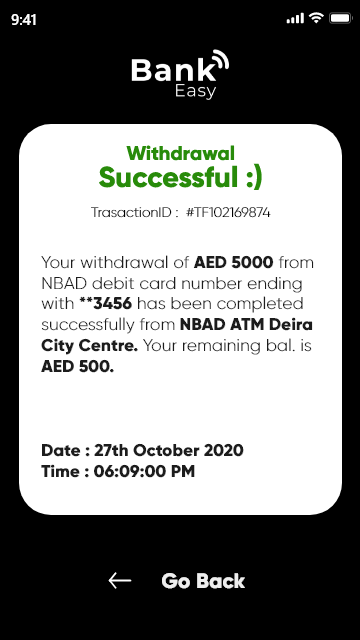 9:41
Bank
Easy
Withdrawal
Successful :)
TrasactionID : #TF102169874
Your withdrawal of AED 5000 from
NBAD debit card number ending
with **3456 has been completed
successfully from NBAD ATM Deira
City Centre. Your remaining bal. is
AED 500.
Date : 27th October 2020
Time : 06:09:00 PM
Go Back